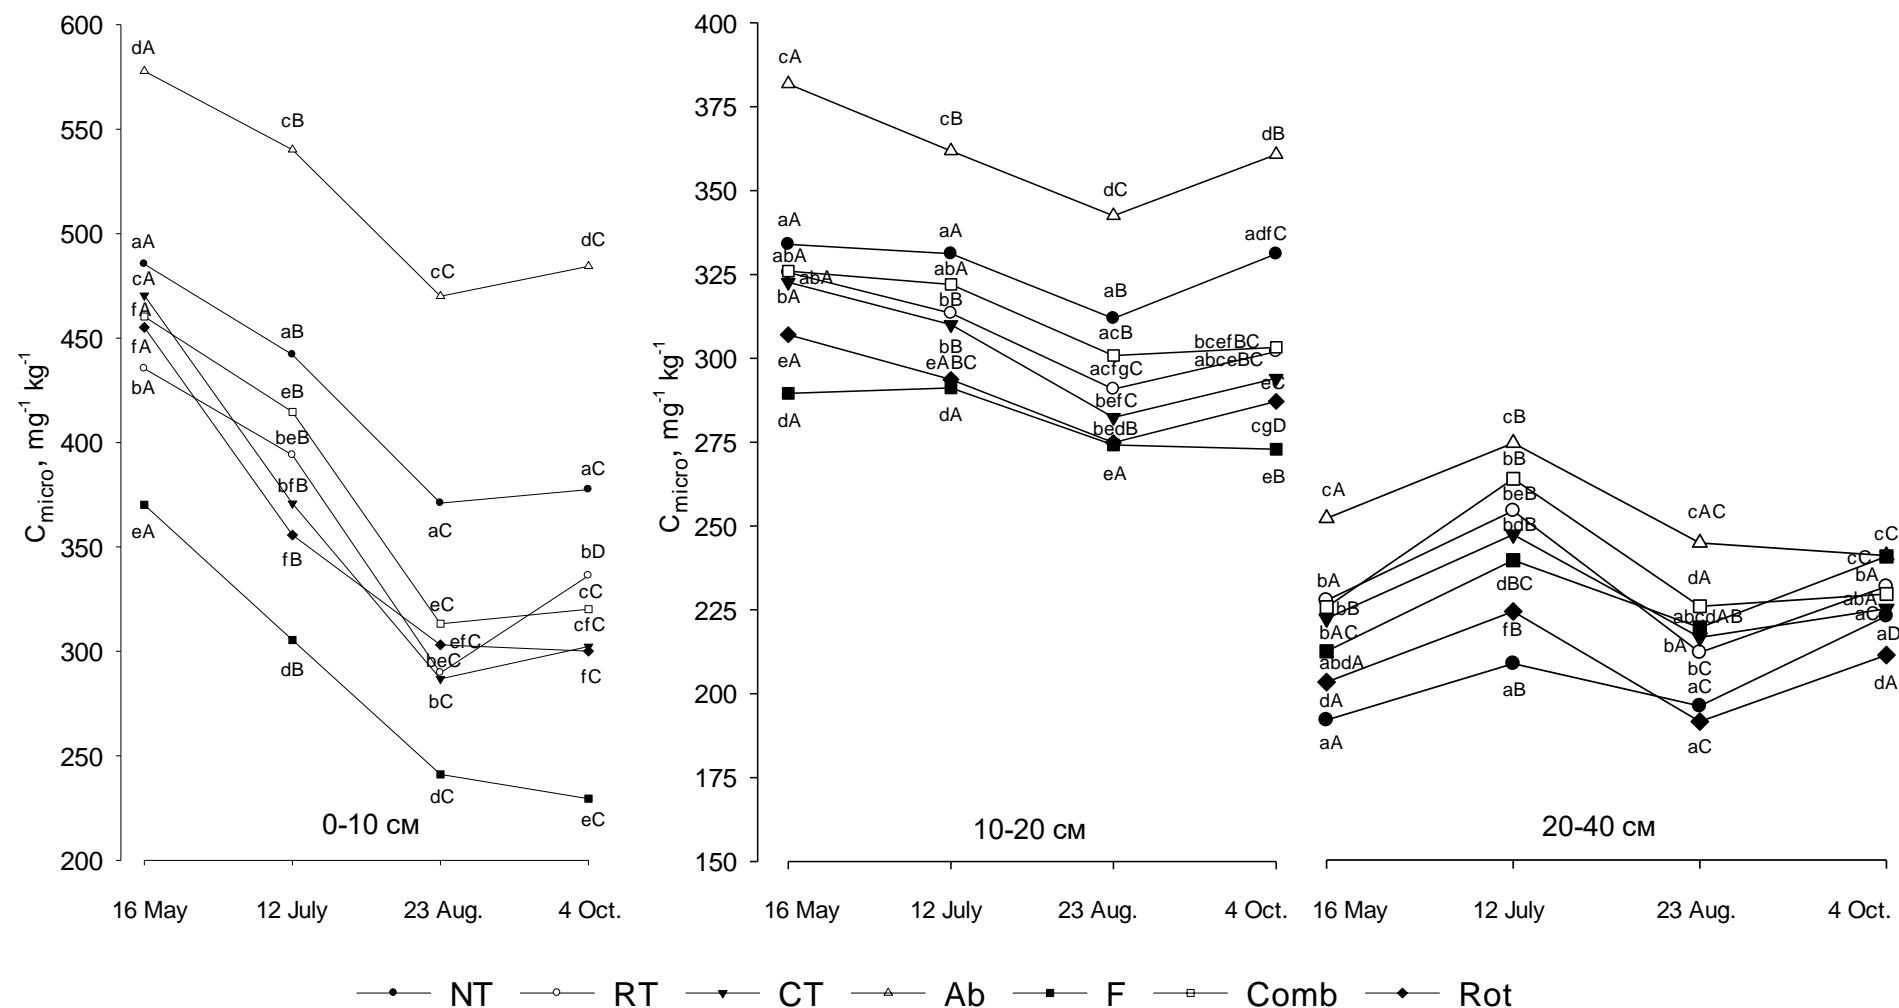 600
550
500
450
400
350
300
250
200
C micro, mg-1 kg-1
dA
cB
cC
dC
aA
aB
aC
aC
cA
fA
fA
bA
eB
beB
bfB
fB
eC
efC
beC
bC
bD
cC
cfC
fC
eA
dB
dC
eC
0-10 см
16 May 12 July 23 Aug. 4 Oct.
400
375
350
325
300
275
250
225
200
175
150
C micro, mg-1 kg-1
cA
cB
dC
dB
aA
aA
aB
adfC
abA
abA
bA
eA
dA
abA
bB
bB
eABC
dA
acB
acfgC
befC
bedB
eA
bcefBC
abceBC
eC
cgD
eB
10-20 см
16 May 12 July 23 Aug. 4 Oct.
cA
bA
bB
bAC
abdA
dA
aA
cB
bB
beB
bdB
dBC
fB
aB
cAC
dA
abcdAB
bA
bC
aC
aC
cC
cC
bA
abA
aC
aD
dA
20-40 см
16 May 12 July 23 Aug. 4 Oct.
NT RT CT Ab F Comb Rot